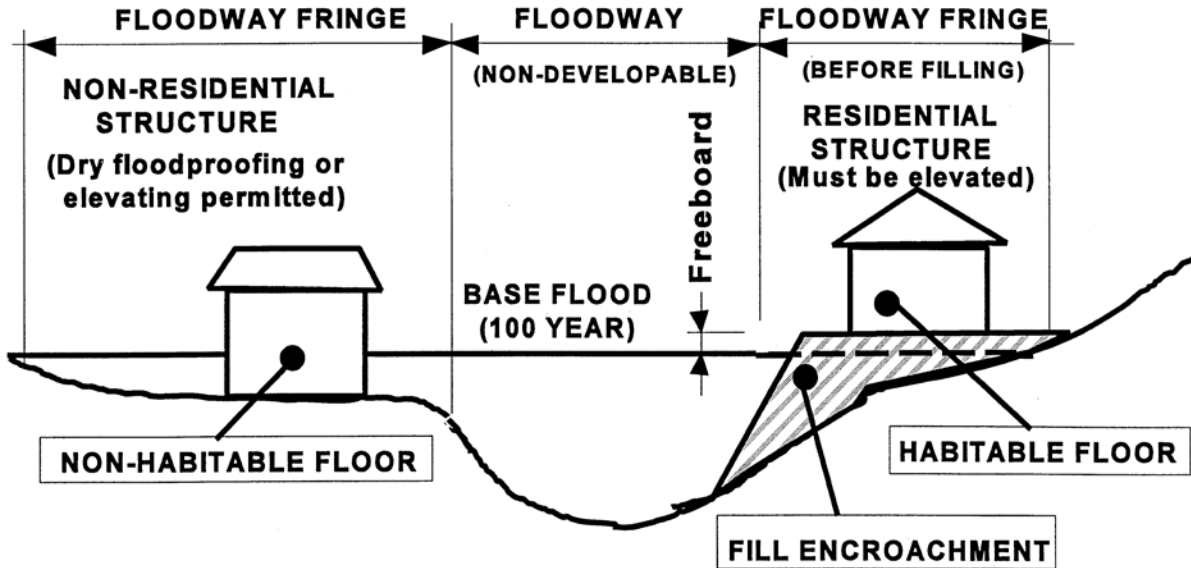 FLOODWAY FRINGE
FLOODWAY
FLOODWAY FRINGE
(NON-DEVELOPABLE)
(BEFORE FILLING)
NON-RESIDENTIAL
STRUCTURE
(Dry floodproofing or
elevating permitted)
Freeboard
RESIDENTIAL
STRUCTURE
(Must be elevated)
BASE FLOOD
(100 YEAR)
NON-HABITABLE FLOOR
HABITABLE FLOOR
FILL ENCROACHMENT